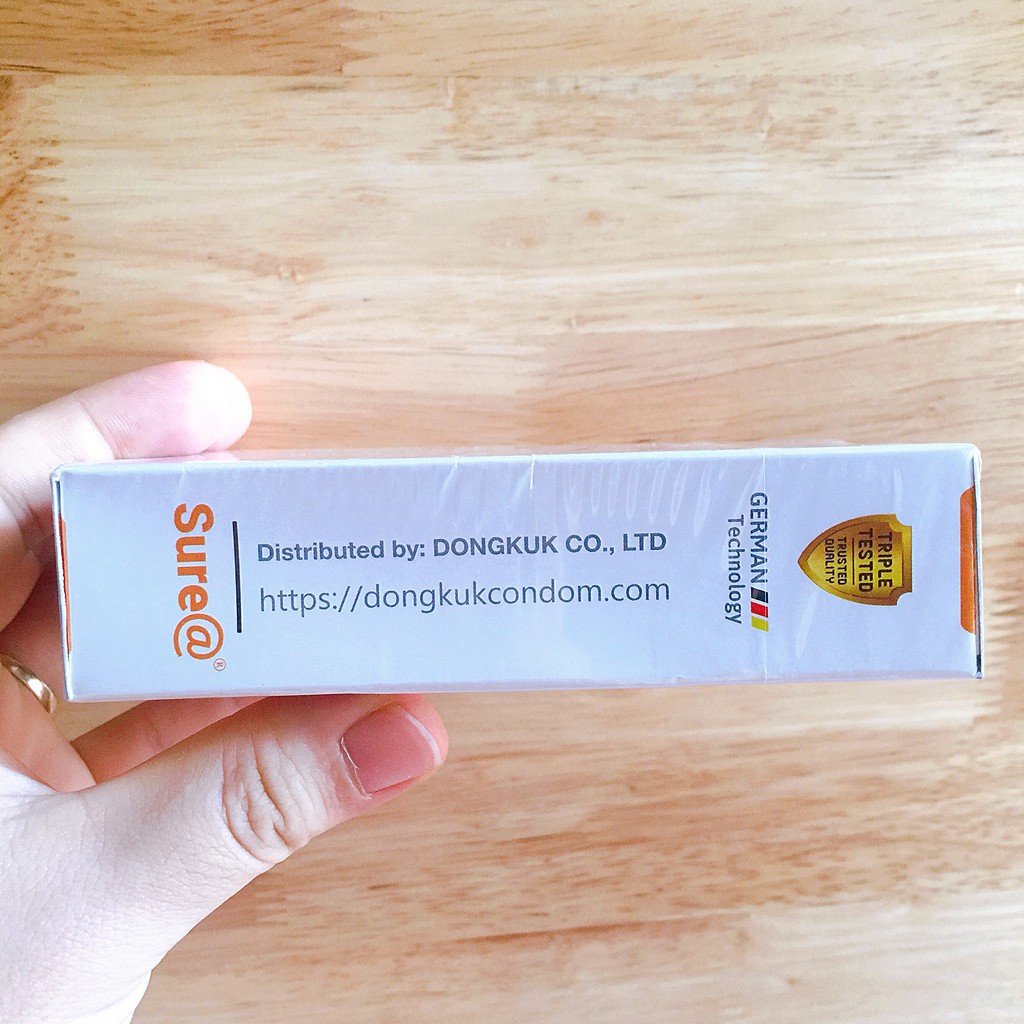 Sure@®
Distributed by: DONGKUK CO., LTD
https://dongkukcondom.com
GERMAN
Technology
TRIPLE
TESTED
TRUSTED
QUALITY